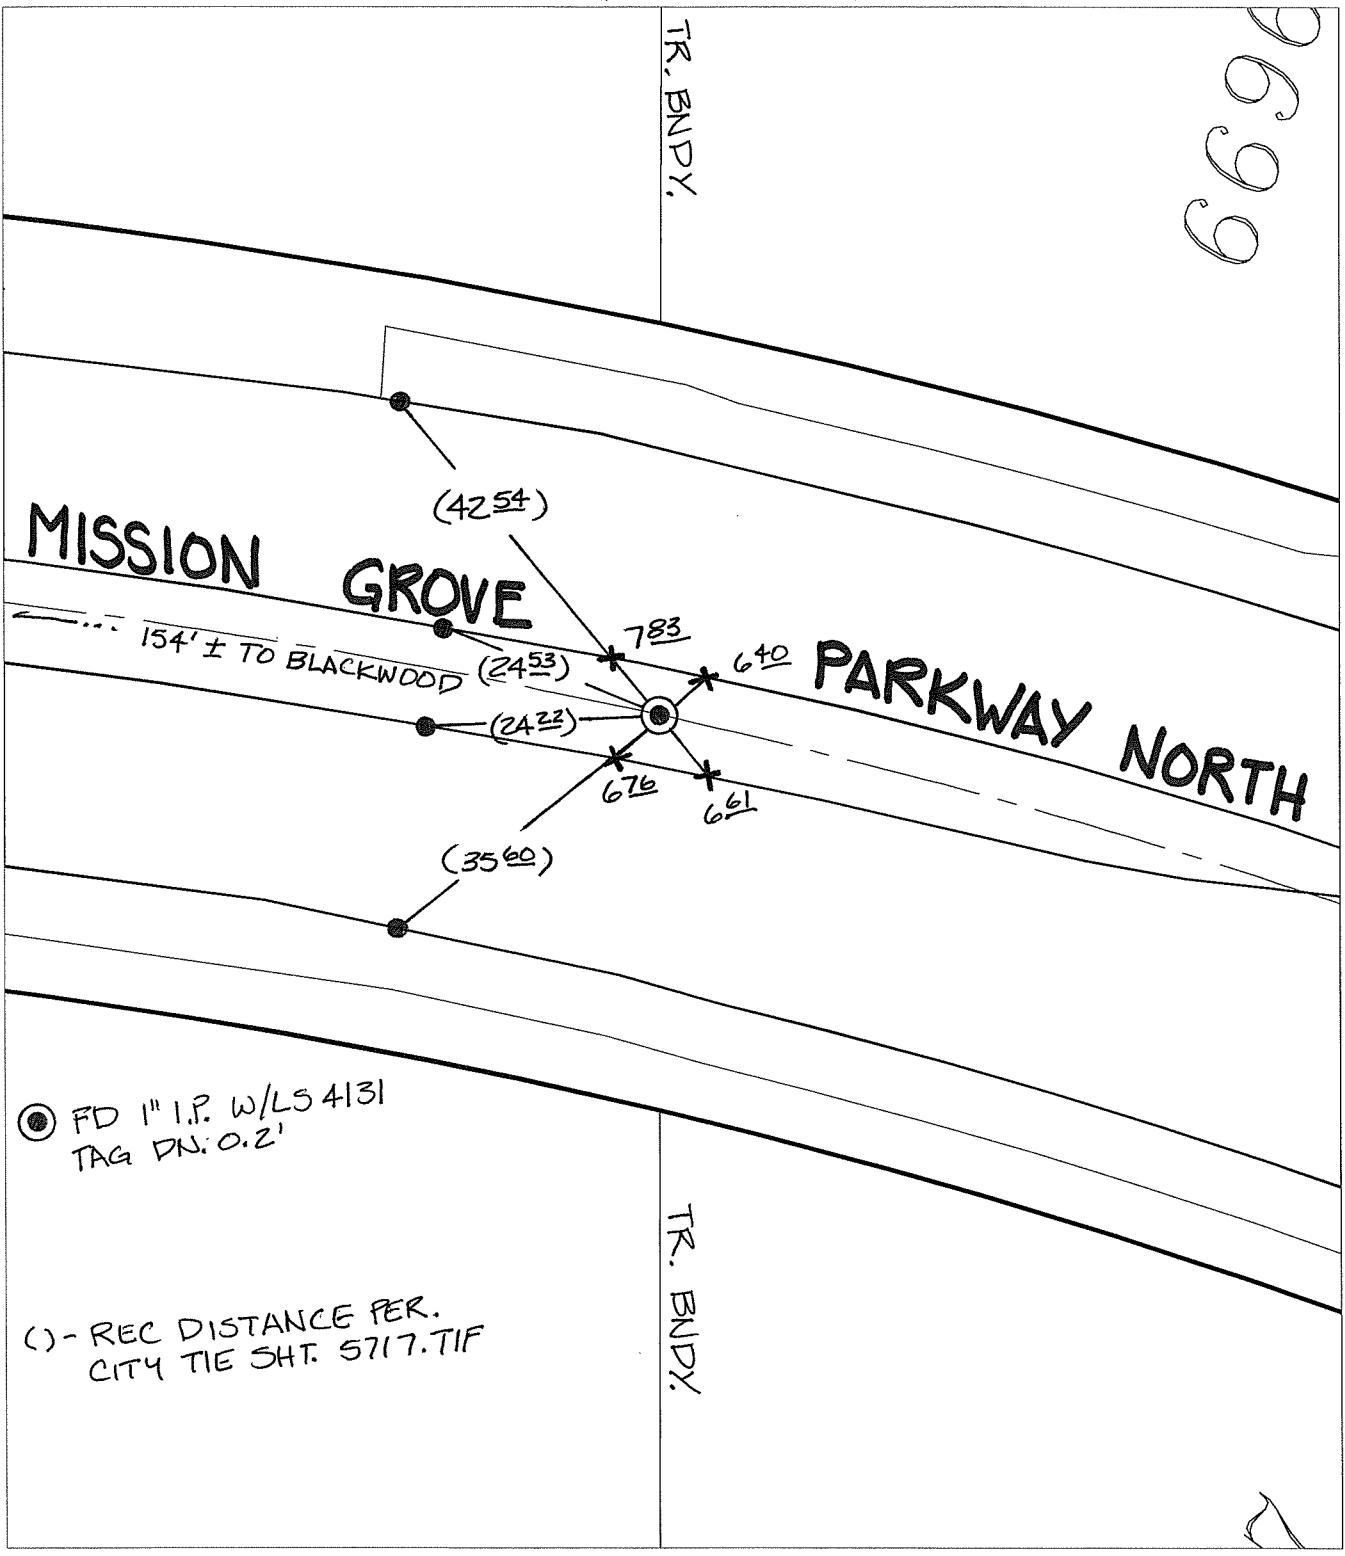 TR. BNDY.
6699
(42 54)
MISSION GROVE PARKWAY NORTH
7 83
6 40
154' ± TO BLACKWOOD
(24 53)
(24 22)
6 76
6 61
(35 60)
FD 1" I.P. W/LS 4131
TAG DN. 0.2'
TR. BNDY.
() - REC DISTANCE PER.
CITY TIE SHT. 5717.TIF